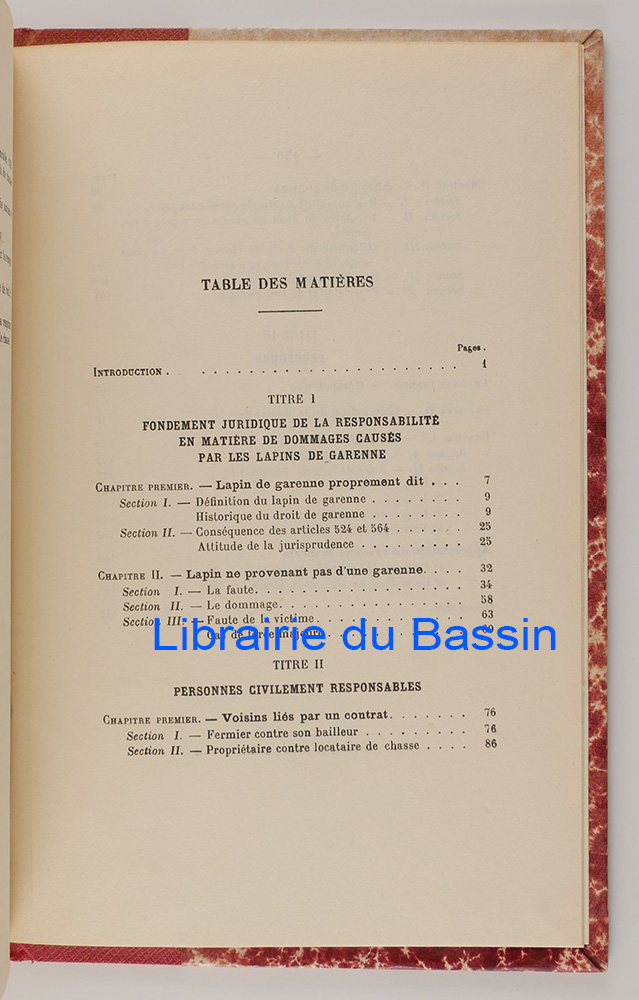 TABLE DES MATIÈRES
Pages.
INTRODUCTION . . . . . . . . . . . . . . . . . . . . . . . 1
TITRE I
FONDEMENT JURIDIQUE DE LA RESPONSABILITÉ
EN MATIÈRE DE DOMMAGES CAUSÉS
PAR LES LAPINS DE GARENNE
CHAPITRE PREMIER. — Lapin de garenne proprement dit . . . 7
Section I. — Définition du lapin de garenne . . . . . . . . 9
Historique du droit de garenne . . . . . . . . 9
Section II. — Conséquence des articles 524 et 564 . . . . . . 25
Attitude de la jurisprudence . . . . . . . . . 25
CHAPITRE II. — Lapin ne provenant pas d'une garenne. . . . 32
Section I. — La faute. . . . . . . . . . . . . . . . . 34
Section II. — Le dommage. . . . . . . . . . . . . . . 58
Section III. — Faute de la victime. . . . . . . . . . . . 63
Cas de force majeure
Librairie du Bassin
TITRE II
PERSONNES CIVILEMENT RESPONSABLES
CHAPITRE PREMIER. — Voisins liés par un contrat. . . . . . . 76
Section I. — Fermier contre son bailleur . . . . . . . . . 76
Section II. — Propriétaire contre locataire de chasse . . . . 86